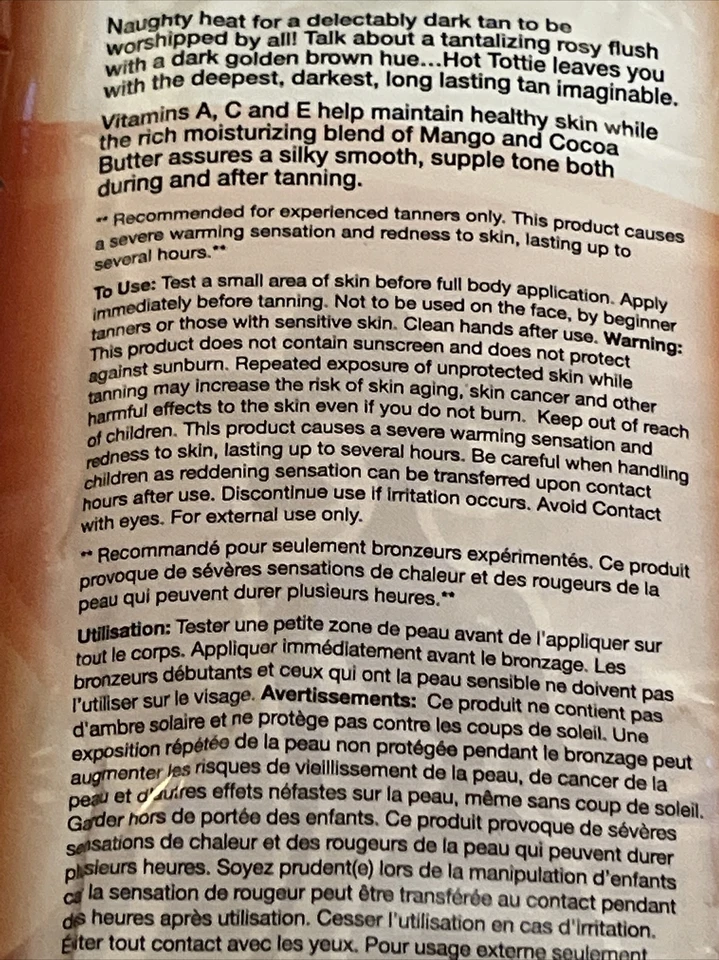 Naughty heat for a delectably dark tan to be
worshipped by all! Talk about a tantalizing rosy flush
with a dark golden brown hue...Hot Tottie leaves you
with the deepest, darkest, long lasting tan imaginable.
Vitamins A, C and E help maintain healthy skin while
the rich moisturizing blend of Mango and Cocoa
Butter assures a silky smooth, supple tone both
during and after tanning.
** Recommended for experienced tanners only. This product causes
a severe warming sensation and redness to skin, lasting up to
several hours.**
To Use: Test a small area of skin before full body application. Apply
immediately before tanning. Not to be used on the face, by beginner
tanners or those with sensitive skin. Clean hands after use. Warning:
This product does not contain sunscreen and does not protect
against sunburn. Repeated exposure of unprotected skin while
tanning may increase the risk of skin aging, skin cancer and other
harmful effects to the skin even if you do not burn. Keep out of reach
of children. This product causes a severe warming sensation and
redness to skin, lasting up to several hours. Be careful when handling
children as reddening sensation can be transferred upon contact
hours after use. Discontinue use if irritation occurs. Avoid Contact
with eyes. For external use only.
** Recommandé pour seulement bronzeurs expérimentés. Ce produit
provoque de sévères sensations de chaleur et des rougeurs de la
peau qui peuvent durer plusieurs heures.**
Utilisation: Tester une petite zone de peau avant de l'appliquer sur
tout le corps. Appliquer immédiatement avant le bronzage. Les
bronzeurs débutants et ceux qui ont la peau sensible ne doivent pas
l'utiliser sur le visage. Avertissements: Ce produit ne contient pas
d'ambre solaire et ne protège pas contre les coups de soleil. Une
exposition répétée de la peau non protégée pendant le bronzage peut
augmenter les risques de vieillissement de la peau, de cancer de la
peau et d'autres effets néfastes sur la peau, même sans coup de soleil.
Garder hors de portée des enfants. Ce produit provoque de sévères
sensations de chaleur et des rougeurs de la peau qui peuvent durer
plusieurs heures. Soyez prudent(e) lors de la manipulation d'enfants
car la sensation de rougeur peut être transférée au contact pendant
des heures après utilisation. Cesser l'utilisation en cas d'irritation.
Éviter tout contact avec les yeux. Pour usage externe seulement